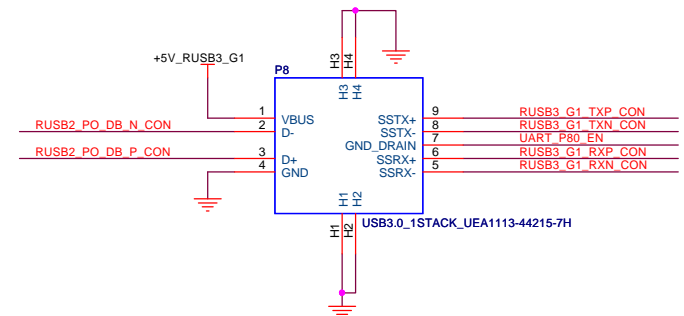 H3
H4
+5V_RUSB3_G1
P8
H3
H4
1
VBUS
SSTX+
9
RUSB3_G1_TXP_CON
RUSB2_PO_DB_N_CON
2
D-
SSTX-
8
RUSB3_G1_TXN_CON
GND_DRAIN
7
UART_P80_EN
RUSB2_PO_DB_P_CON
3
D+
SSRX+
6
RUSB3_G1_RXP_CON
4
GND
SSRX-
5
RUSB3_G1_RXN_CON
H1
H2
H1
H2
USB3.0_1STACK_UEA1113-44215-7H